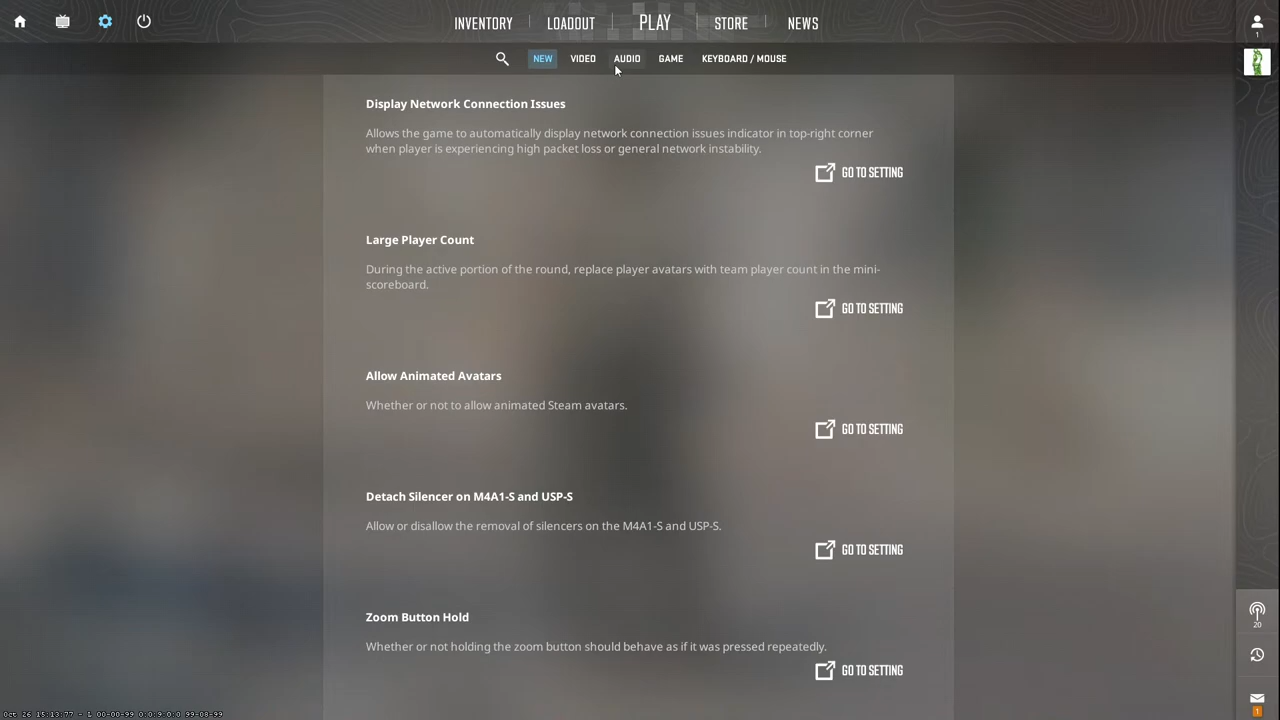 INVENTORY LOADOUT PLAY STORE NEWS
1
NEW VIDEO AUDIO GAME KEYBOARD / MOUSE
Display Network Connection Issues
Allows the game to automatically display network connection issues indicator in top-right corner
when player is experiencing high packet loss or general network instability.
GO TO SETTING
Large Player Count
During the active portion of the round, replace player avatars with team player count in the mini-
scoreboard.
GO TO SETTING
Allow Animated Avatars
Whether or not to allow animated Steam avatars.
GO TO SETTING
Detach Silencer on M4A1-S and USP-S
Allow or disallow the removal of silencers on the M4A1-S and USP-S.
GO TO SETTING
Zoom Button Hold
Whether or not holding the zoom button should behave as if it was pressed repeatedly.
GO TO SETTING
20
1